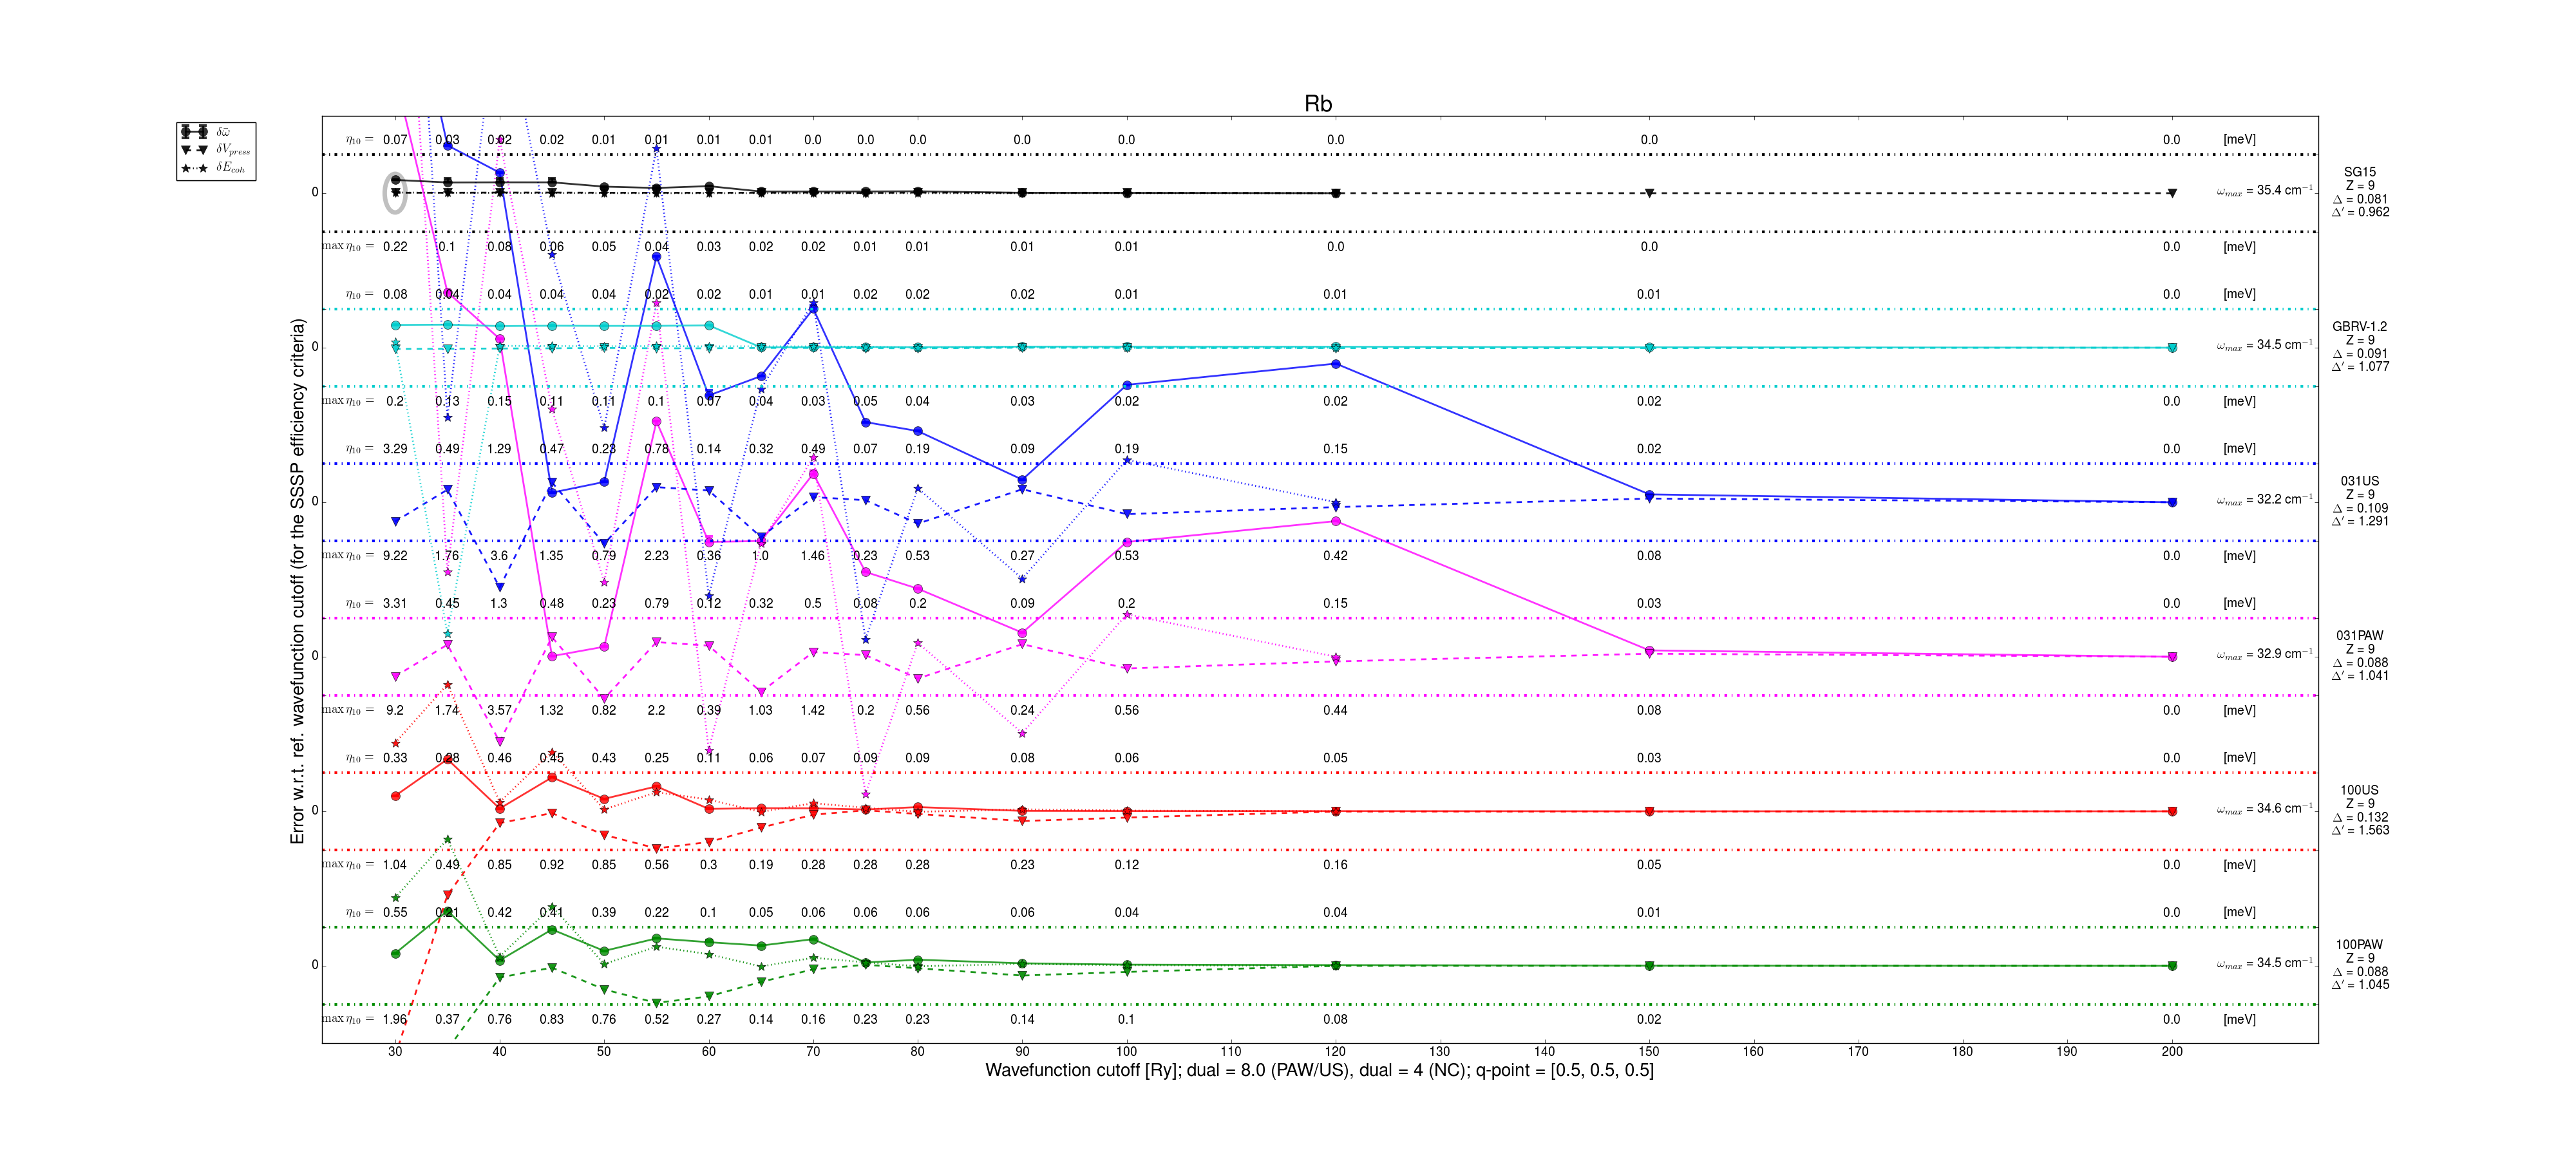 Rb
δω̄
δV_press
δE_coh
Error w.r.t. ref. wavefunction cutoff (for the SSSP efficiency criteria)
η₁₀ = 0.07 0.03 0.02 0.02 0.01 0.01 0.01 0.01 0.0 0.0 0.0 0.0 0.0 0.0 0.0 0.0 [meV]
0
ω_max = 35.4 cm⁻¹
SG15
Z = 9
Δ = 0.081
Δ′ = 0.962
max η₁₀ = 0.22 0.1 0.08 0.06 0.05 0.04 0.03 0.02 0.02 0.01 0.01 0.01 0.01 0.0 0.0 0.0 [meV]
η₁₀ = 0.08 0.04 0.04 0.04 0.04 0.02 0.02 0.01 0.01 0.02 0.02 0.02 0.01 0.01 0.01 0.0 [meV]
0
ω_max = 34.5 cm⁻¹
GBRV-1.2
Z = 9
Δ = 0.091
Δ′ = 1.077
max η₁₀ = 0.2 0.13 0.15 0.11 0.11 0.1 0.07 0.04 0.03 0.05 0.04 0.03 0.02 0.02 0.02 0.0 [meV]
η₁₀ = 3.29 0.49 1.29 0.47 0.23 0.78 0.14 0.32 0.49 0.07 0.19 0.09 0.19 0.15 0.02 0.0 [meV]
0
ω_max = 32.2 cm⁻¹
031US
Z = 9
Δ = 0.109
Δ′ = 1.291
max η₁₀ = 9.22 1.76 3.6 1.35 0.79 2.23 0.36 1.0 1.46 0.23 0.53 0.27 0.53 0.42 0.08 0.0 [meV]
η₁₀ = 3.31 0.45 1.3 0.48 0.23 0.79 0.12 0.32 0.5 0.08 0.2 0.09 0.2 0.15 0.03 0.0 [meV]
0
ω_max = 32.9 cm⁻¹
031PAW
Z = 9
Δ = 0.088
Δ′ = 1.041
max η₁₀ = 9.2 1.74 3.57 1.32 0.82 2.2 0.39 1.03 1.42 0.2 0.56 0.24 0.56 0.44 0.08 0.0 [meV]
η₁₀ = 0.33 0.28 0.46 0.45 0.43 0.25 0.11 0.06 0.07 0.09 0.09 0.08 0.06 0.05 0.03 0.0 [meV]
0
ω_max = 34.6 cm⁻¹
100US
Z = 9
Δ = 0.132
Δ′ = 1.563
max η₁₀ = 1.04 0.49 0.85 0.92 0.85 0.56 0.3 0.19 0.28 0.28 0.28 0.23 0.12 0.16 0.05 0.0 [meV]
η₁₀ = 0.55 0.21 0.42 0.41 0.39 0.22 0.1 0.05 0.06 0.06 0.06 0.06 0.04 0.04 0.01 0.0 [meV]
0
ω_max = 34.5 cm⁻¹
100PAW
Z = 9
Δ = 0.088
Δ′ = 1.045
max η₁₀ = 1.96 0.37 0.76 0.83 0.76 0.52 0.27 0.14 0.16 0.23 0.23 0.14 0.1 0.08 0.02 0.0 [meV]
30 40 50 60 70 80 90 100 110 120 130 140 150 160 170 180 190 200
Wavefunction cutoff [Ry]; dual = 8.0 (PAW/US), dual = 4 (NC); q-point = [0.5, 0.5, 0.5]